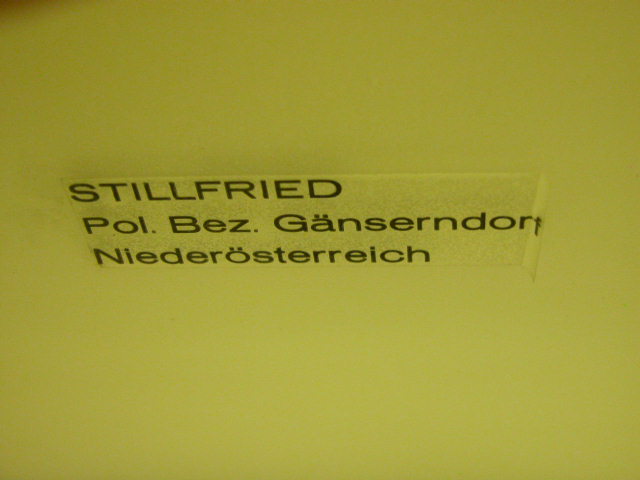 STILLFRIED
Pol. Bez. Gänserndorf
Niederösterreich